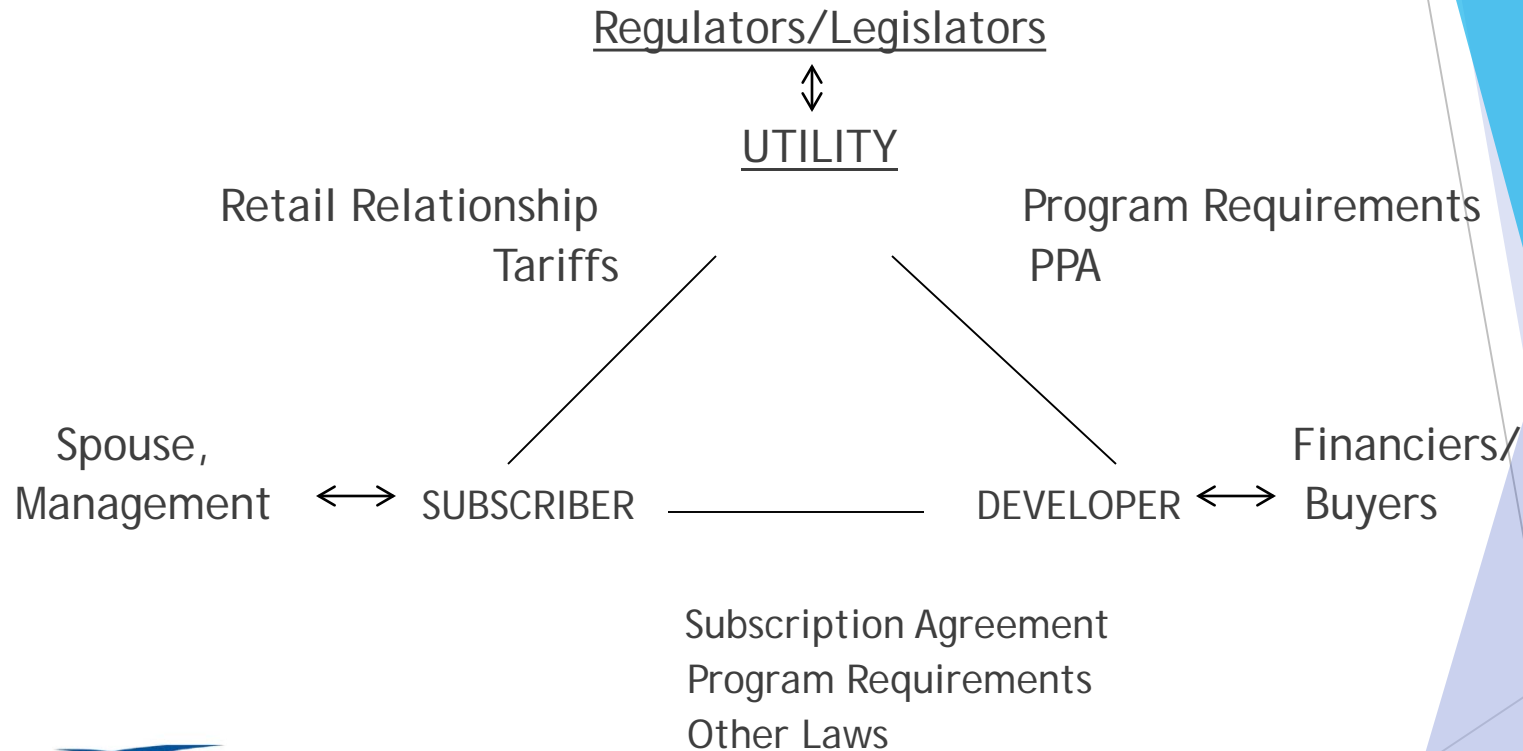 Regulators/Legislators
UTILITY
Retail Relationship
Tariffs
Program Requirements
PPA
Spouse,
Management
SUBSCRIBER
DEVELOPER
Financiers/
Buyers
Subscription Agreement
Program Requirements
Other Laws